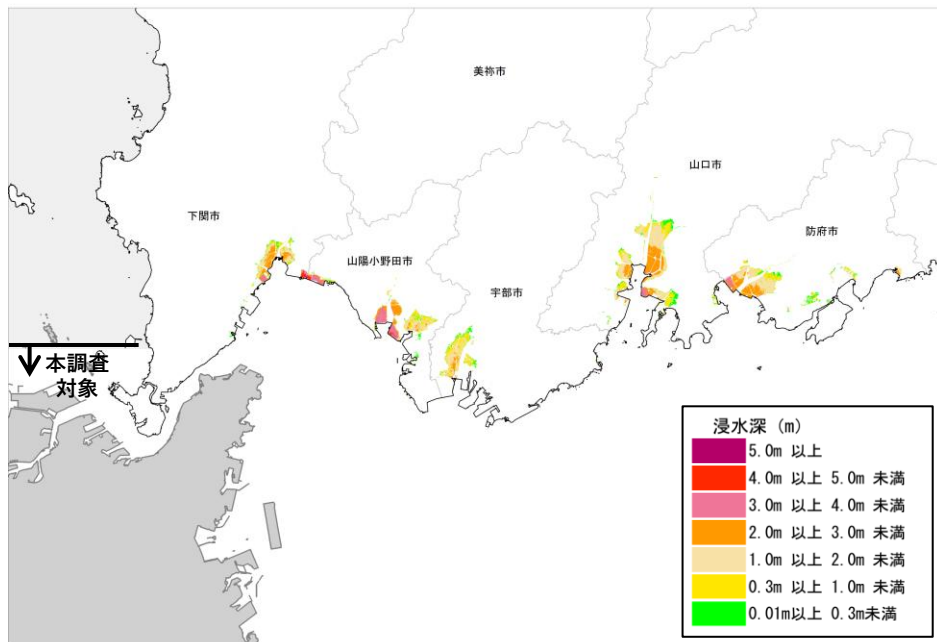 美祢市
山口市
下関市
防府市
山陽小野田市
宇部市
本調査
対象
浸水深 (m)
5.0m 以上
4.0m 以上 5.0m 未満
3.0m 以上 4.0m 未満
2.0m 以上 3.0m 未満
1.0m 以上 2.0m 未満
0.3m 以上 1.0m 未満
0.01m以上 0.3m未満